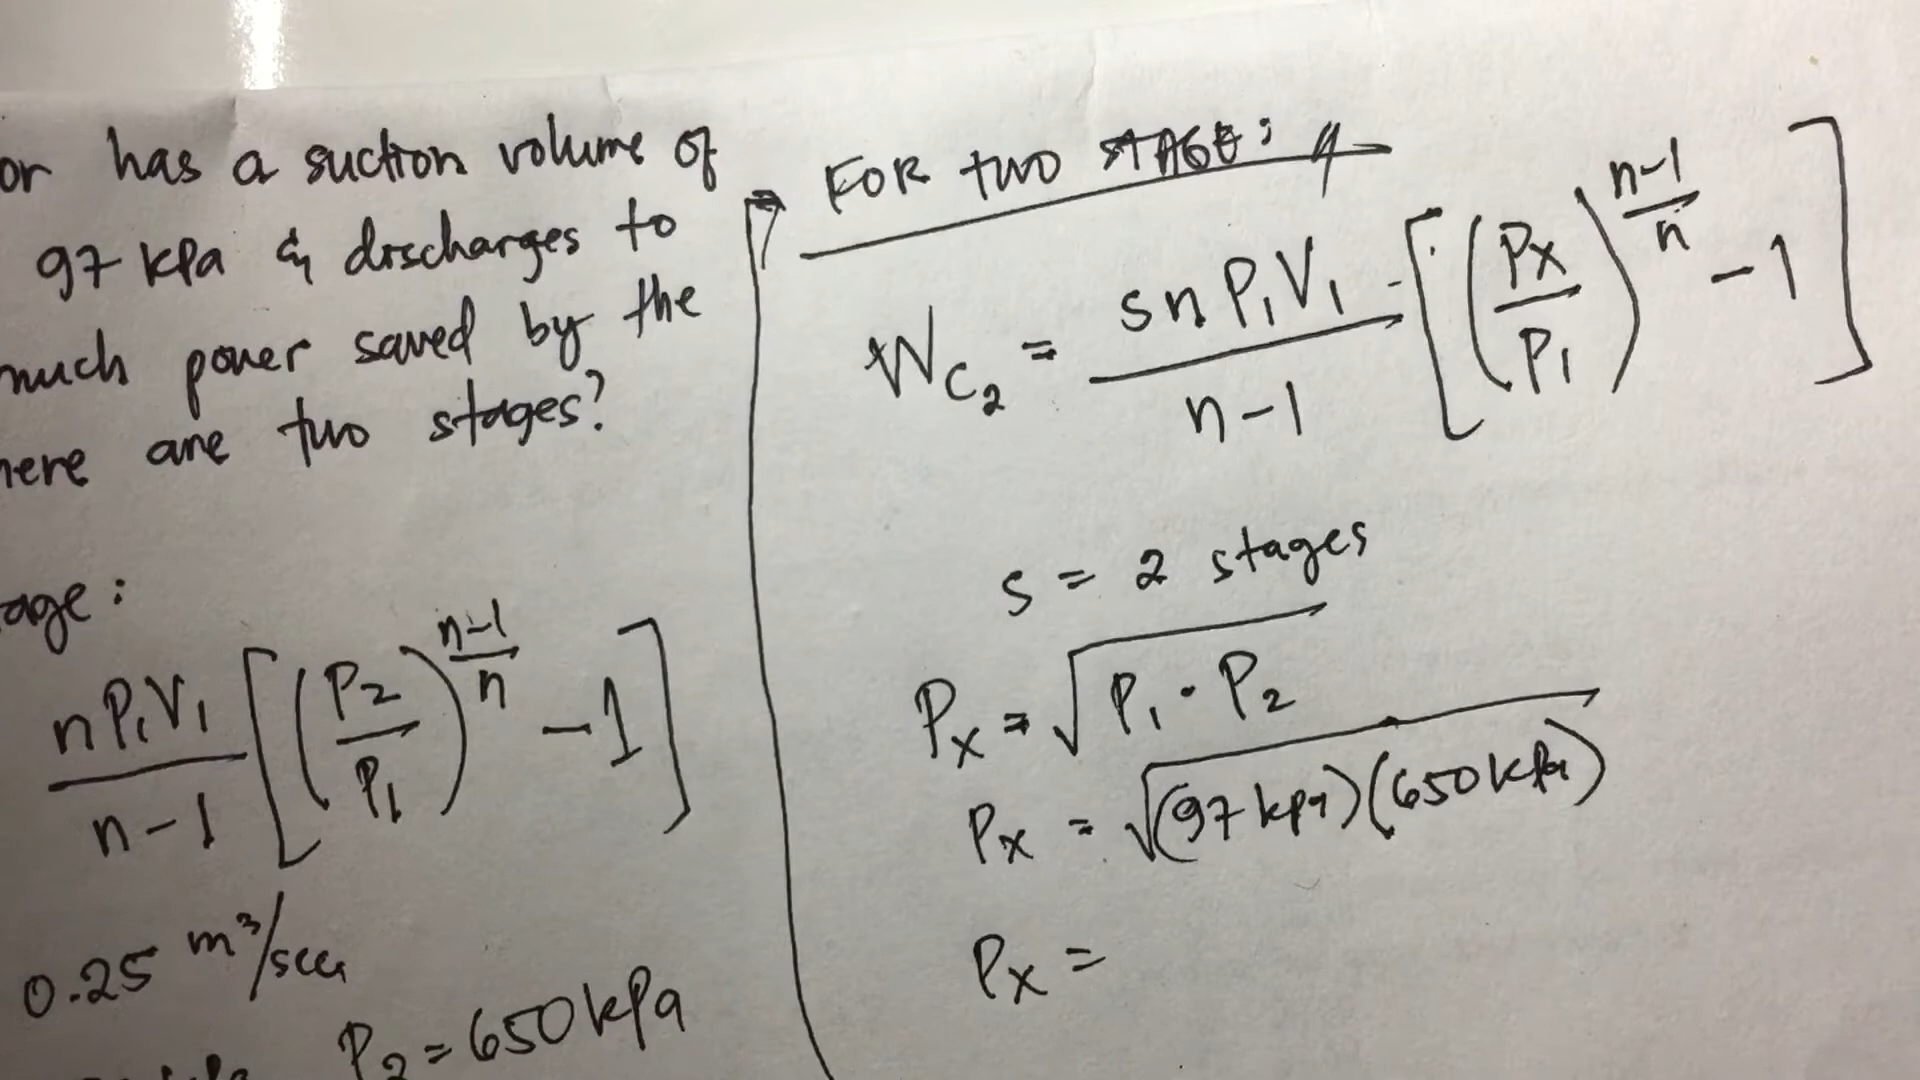 or has a suction volume of
97 kPa & discharges to
much power saved by the
here are two stages?
age:
nP₁V₁/n-1 [(P₂/P₁)^(n-1/n) -1]
0.25 m³/sec
P₂ = 650 kPa
FOR TWO STAGE:
Wc₂ = snP₁V₁/n-1 [(Px/P₁)^(n-1/n) -1]
s = 2 stages
Px = √P₁·P₂
Px = √(97 kPa)(650 kPa)
Px =